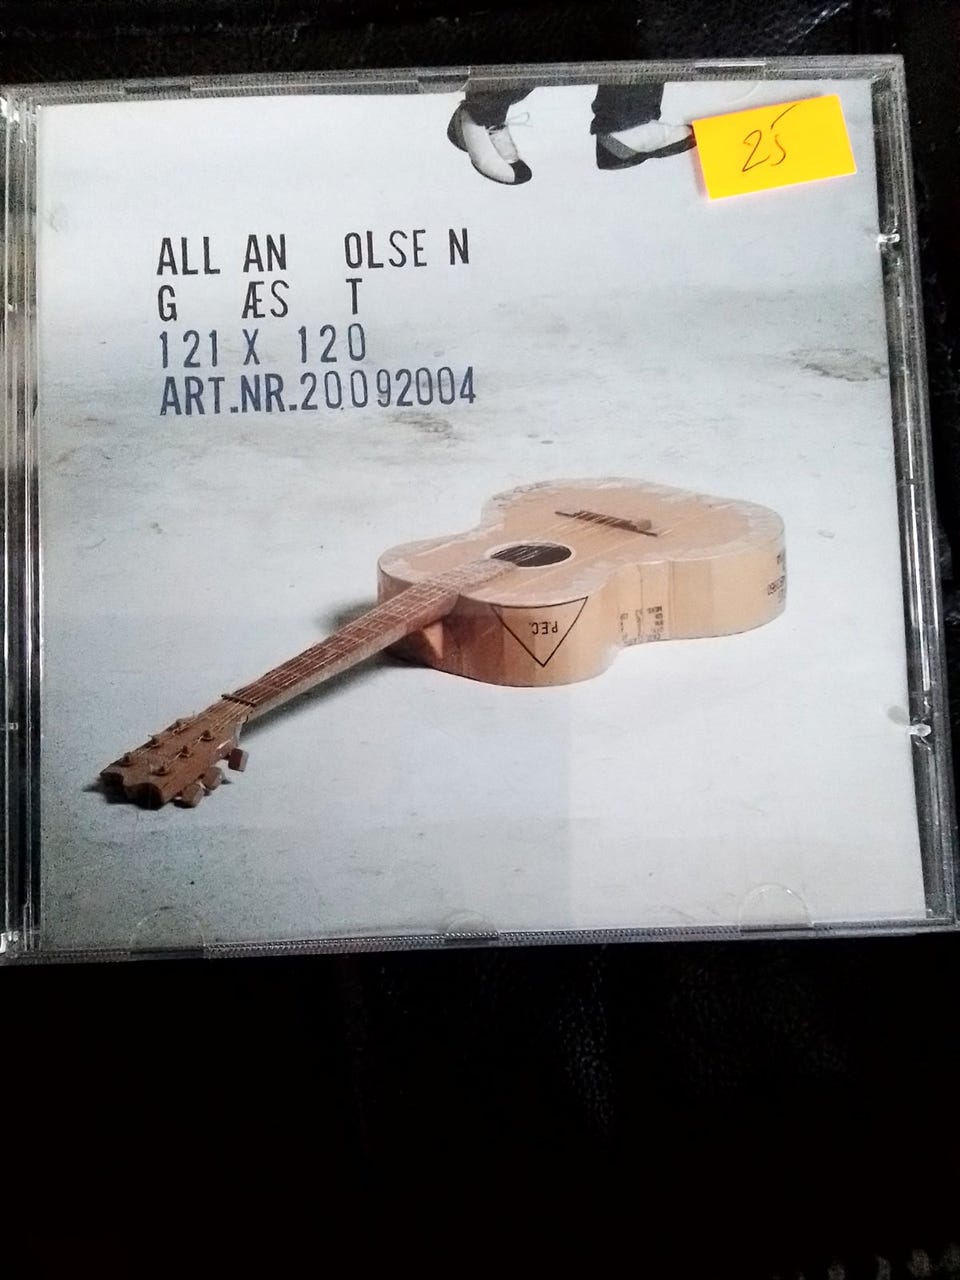 25
ALL AN OLSE N
G ÆS T
121 X 120
ART.NR.20092004
P.E.C.